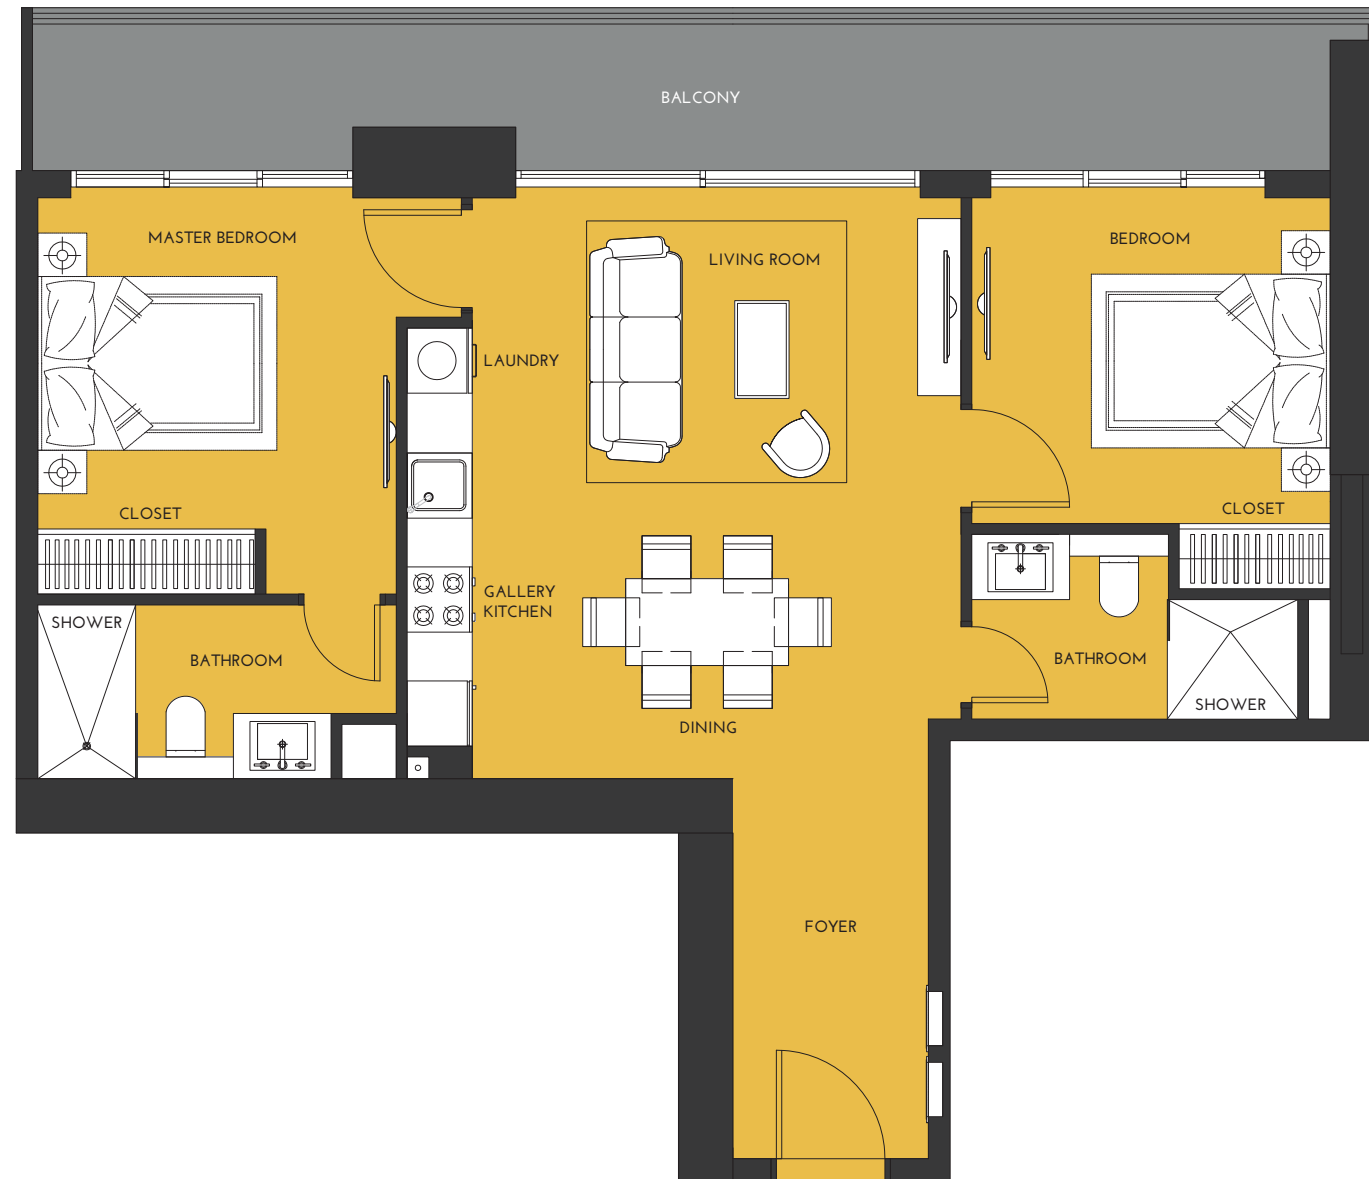 BALCONY
MASTER BEDROOM
LIVING ROOM
BEDROOM
LAUNDRY
CLOSET
CLOSET
GALLERY
KITCHEN
SHOWER
BATHROOM
BATHROOM
SHOWER
DINING
FOYER